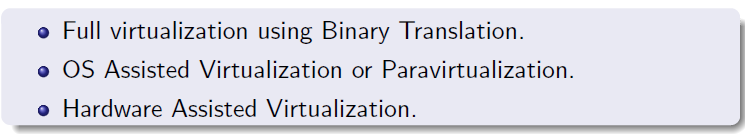 Full virtualization using Binary Translation.
OS Assisted Virtualization or Paravirtualization.
Hardware Assisted Virtualization.